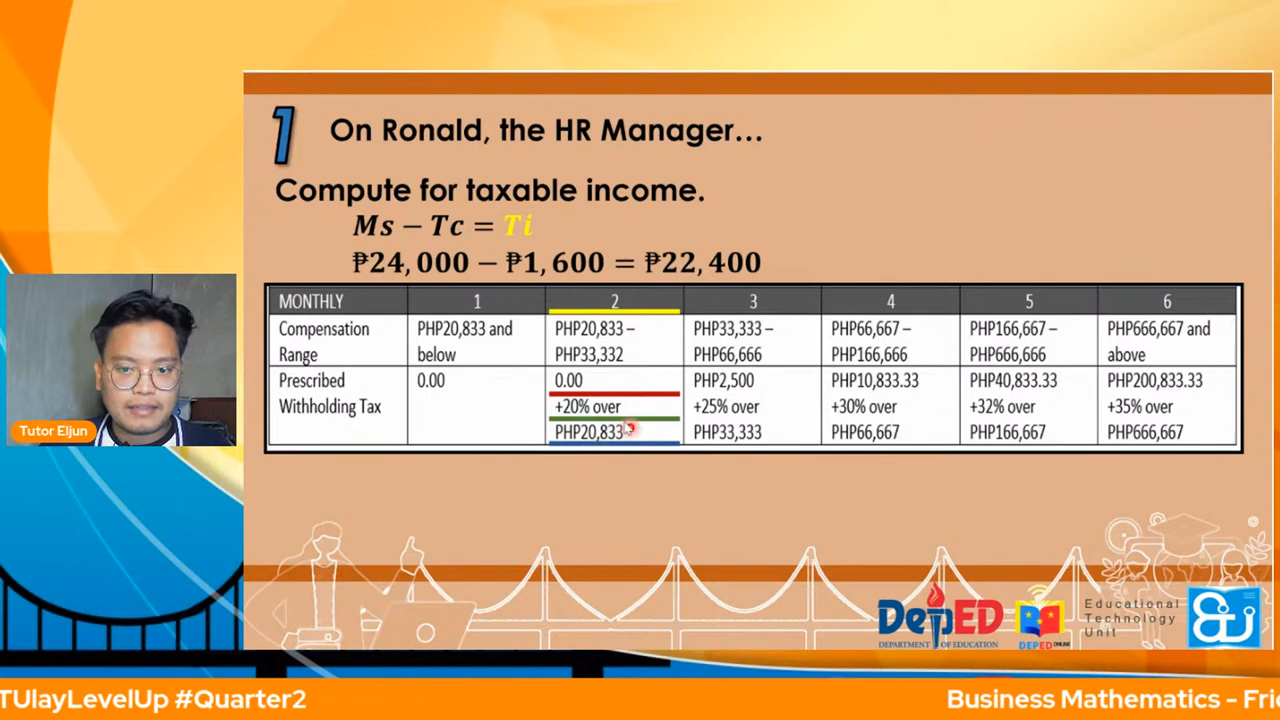 1 On Ronald, the HR Manager...
Compute for taxable income.
Ms − Tc = Ti
₱24,000 − ₱1,600 = ₱22,400
MONTHLY 1 2 3 4 5 6
Compensation Range PHP20,833 and below PHP20,833 – PHP33,332 PHP33,333 – PHP66,666 PHP66,667 – PHP166,666 PHP166,667 – PHP666,666 PHP666,667 and above
Prescribed Withholding Tax 0.00 0.00 +20% over PHP20,833 PHP2,500 +25% over PHP33,333 PHP10,833.33 +30% over PHP66,667 PHP40,833.33 +32% over PHP166,667 PHP200,833.33 +35% over PHP666,667
Tutor Eljun
DepED
DEPARTMENT OF EDUCATION
DEPED ONLINE
Educational
Technology
Unit
TUlayLevelUp #Quarter2
Business Mathematics - Fri